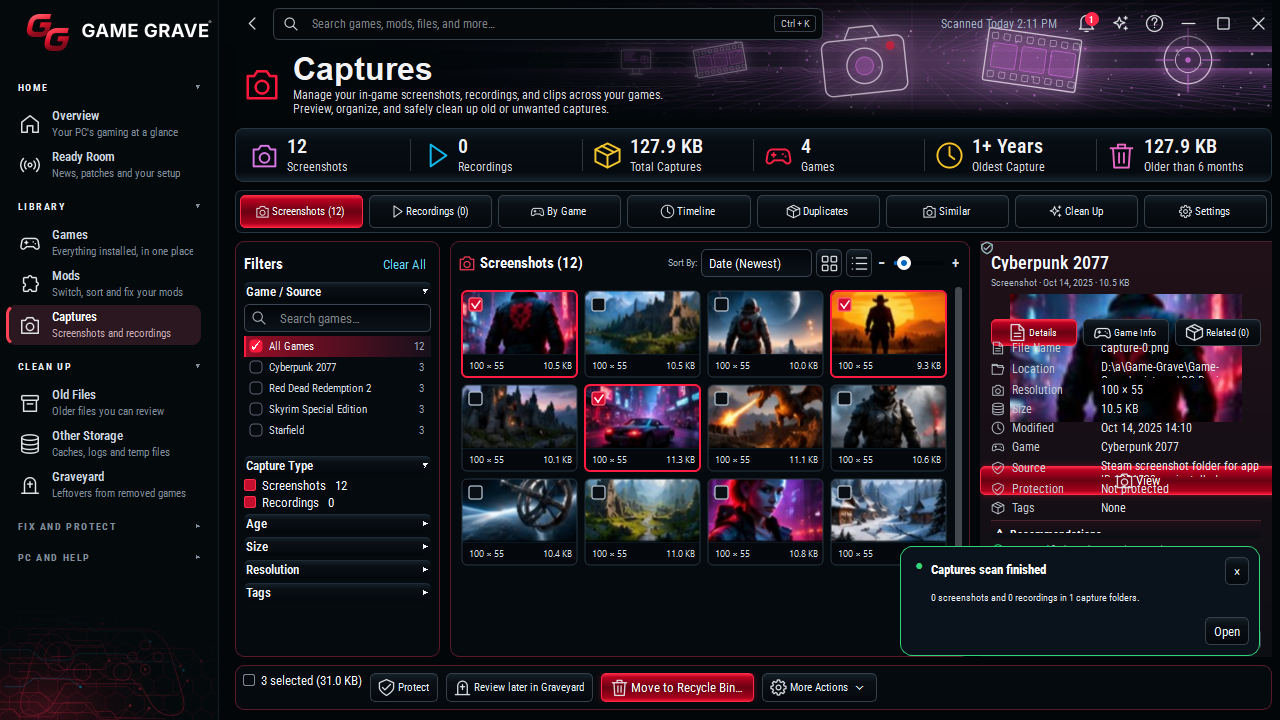 GAME GRAVE
Search games, mods, files, and more...
Ctrl + K
Scanned Today 2:11 PM
1
HOME
Overview
Your PC's gaming at a glance
Ready Room
News, patches and your setup
LIBRARY
Games
Everything installed, in one place
Mods
Switch, sort and fix your mods
Captures
Screenshots and recordings
CLEAN UP
Old Files
Older files you can review
Other Storage
Caches, logs and temp files
Graveyard
Leftovers from removed games
FIX AND PROTECT
PC AND HELP
Captures
Manage your in-game screenshots, recordings, and clips across your games.
Preview, organize, and safely clean up old or unwanted captures.
12
Screenshots
0
Recordings
127.9 KB
Total Captures
4
Games
1+ Years
Oldest Capture
127.9 KB
Older than 6 months
Screenshots (12)
Recordings (0)
By Game
Timeline
Duplicates
Similar
Clean Up
Settings
Filters
Clear All
Game / Source
Search games...
All Games 12
Cyberpunk 2077 3
Red Dead Redemption 2 3
Skyrim Special Edition 3
Starfield 3
Capture Type
Screenshots 12
Recordings 0
Age
Size
Resolution
Tags
Screenshots (12)
Sort By:
Date (Newest)
- +
100 × 55 10.5 KB
100 × 55 10.5 KB
100 × 55 10.0 KB
100 × 55 9.3 KB
100 × 55 10.1 KB
100 × 55 11.3 KB
100 × 55 11.1 KB
100 × 55 10.6 KB
100 × 55 10.4 KB
100 × 55 11.0 KB
100 × 55 10.8 KB
100 × 55
Cyberpunk 2077
Screenshot · Oct 14, 2025 · 10.5 KB
Details
Game Info
Related (0)
File Name capture-0.png
Location D:\a\Game-Grave\Game-
Resolution 100 × 55
Size 10.5 KB
Modified Oct 14, 2025 14:10
Game Cyberpunk 2077
Source Steam screenshot folder for app
View
Protection Not protected
Tags None
Captures scan finished
x
0 screenshots and 0 recordings in 1 capture folders.
Open
3 selected (31.0 KB)
Protect
Review later in Graveyard
Move to Recycle Bin...
More Actions